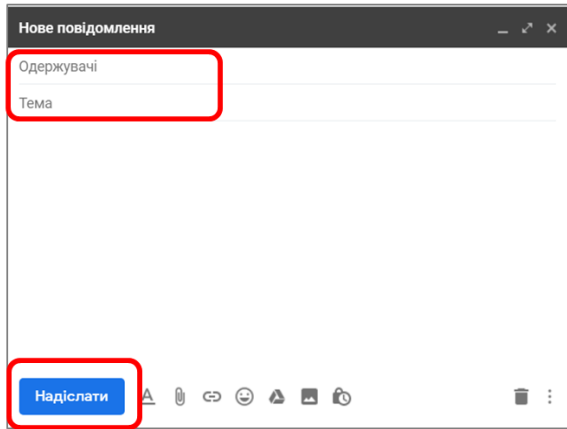 Нове повідомлення
Одержувачі
Тема
Надіслати